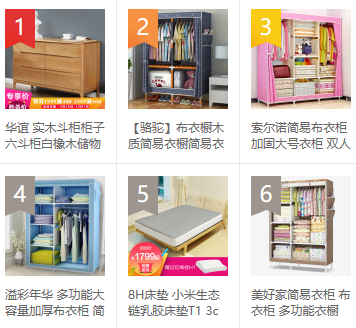 1
2
3
华谊 实木斗柜柜子
六斗柜白橡木储物
【骆驼】布衣橱木
质简易衣橱简易衣
索尔诺简易布衣柜
加固大号衣柜 双人
4
5
6
1799
溢彩年华 多功能大
容量加厚布衣柜 简
8H床垫 小米生态
链乳胶床垫T1 3c
美好家简易衣柜 布
衣柜 多功能衣橱